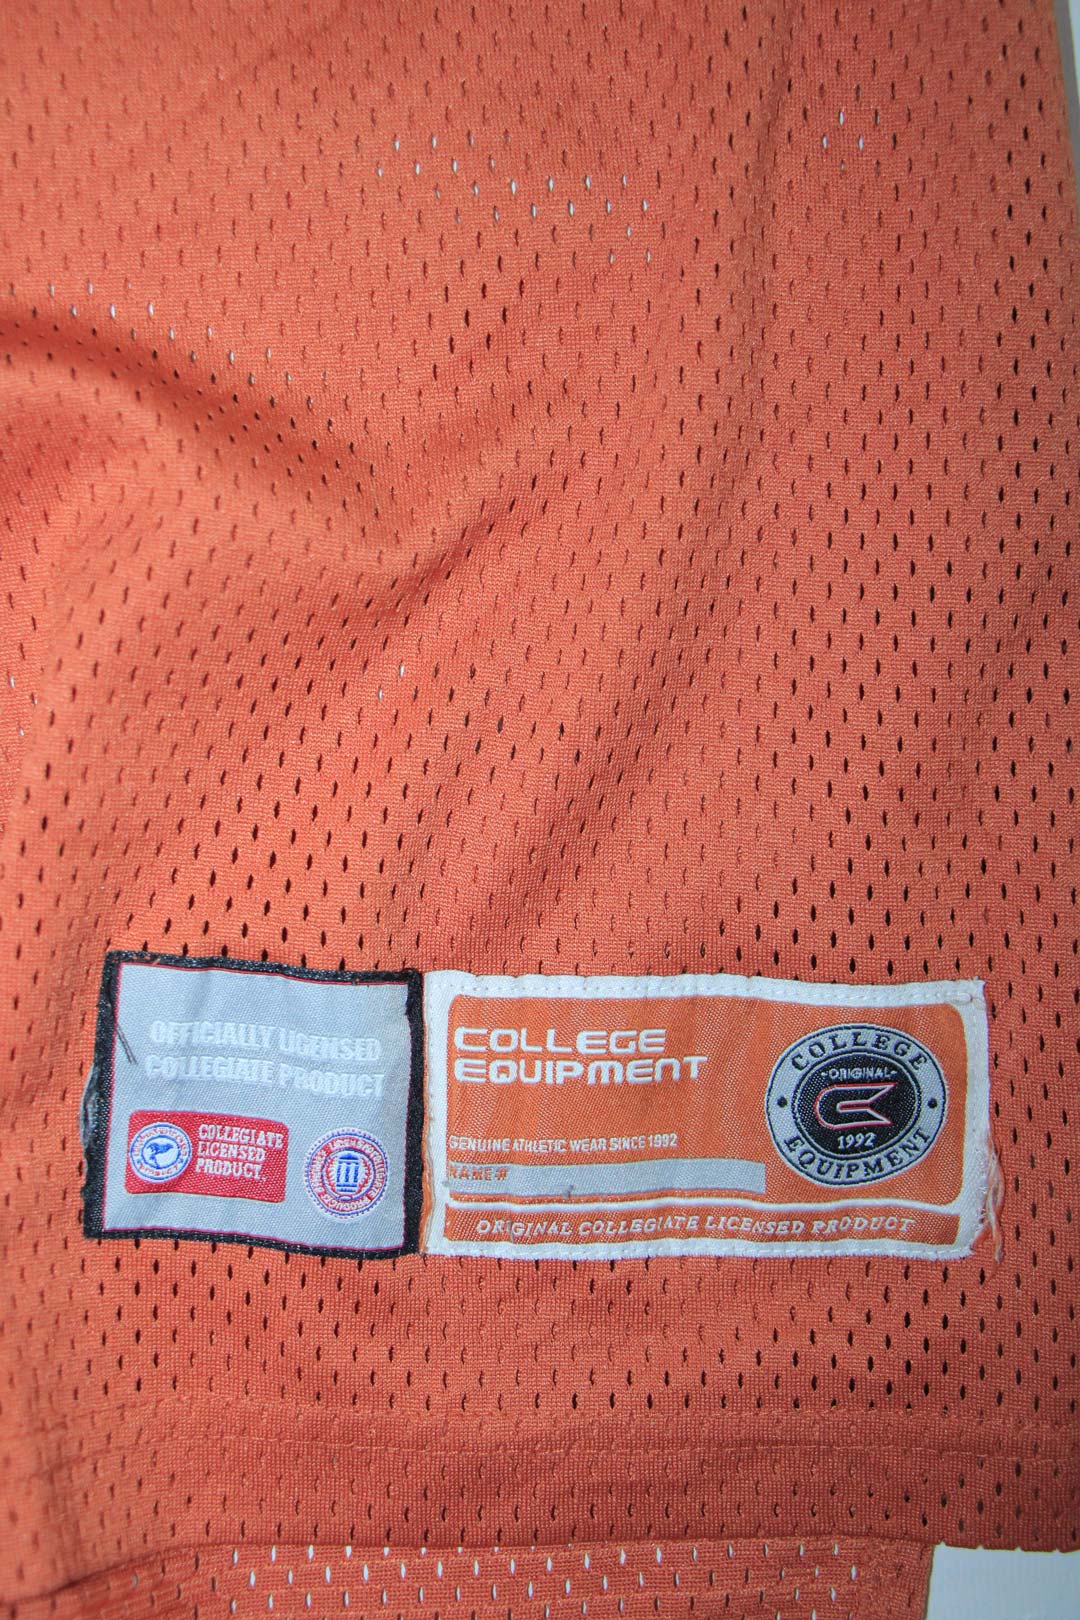 OFFICIALLY LICENSED
COLLEGIATE PRODUCT
COLLEGIATE
LICENSED
PRODUCT
COLLEGE
EQUIPMENT
GENUINE ATHLETIC WEAR SINCE 1992
NAME #
ORIGINAL COLLEGIATE LICENSED PRODUCT
COLLEGE
-ORIGINAL-
1992
EQUIPMENT